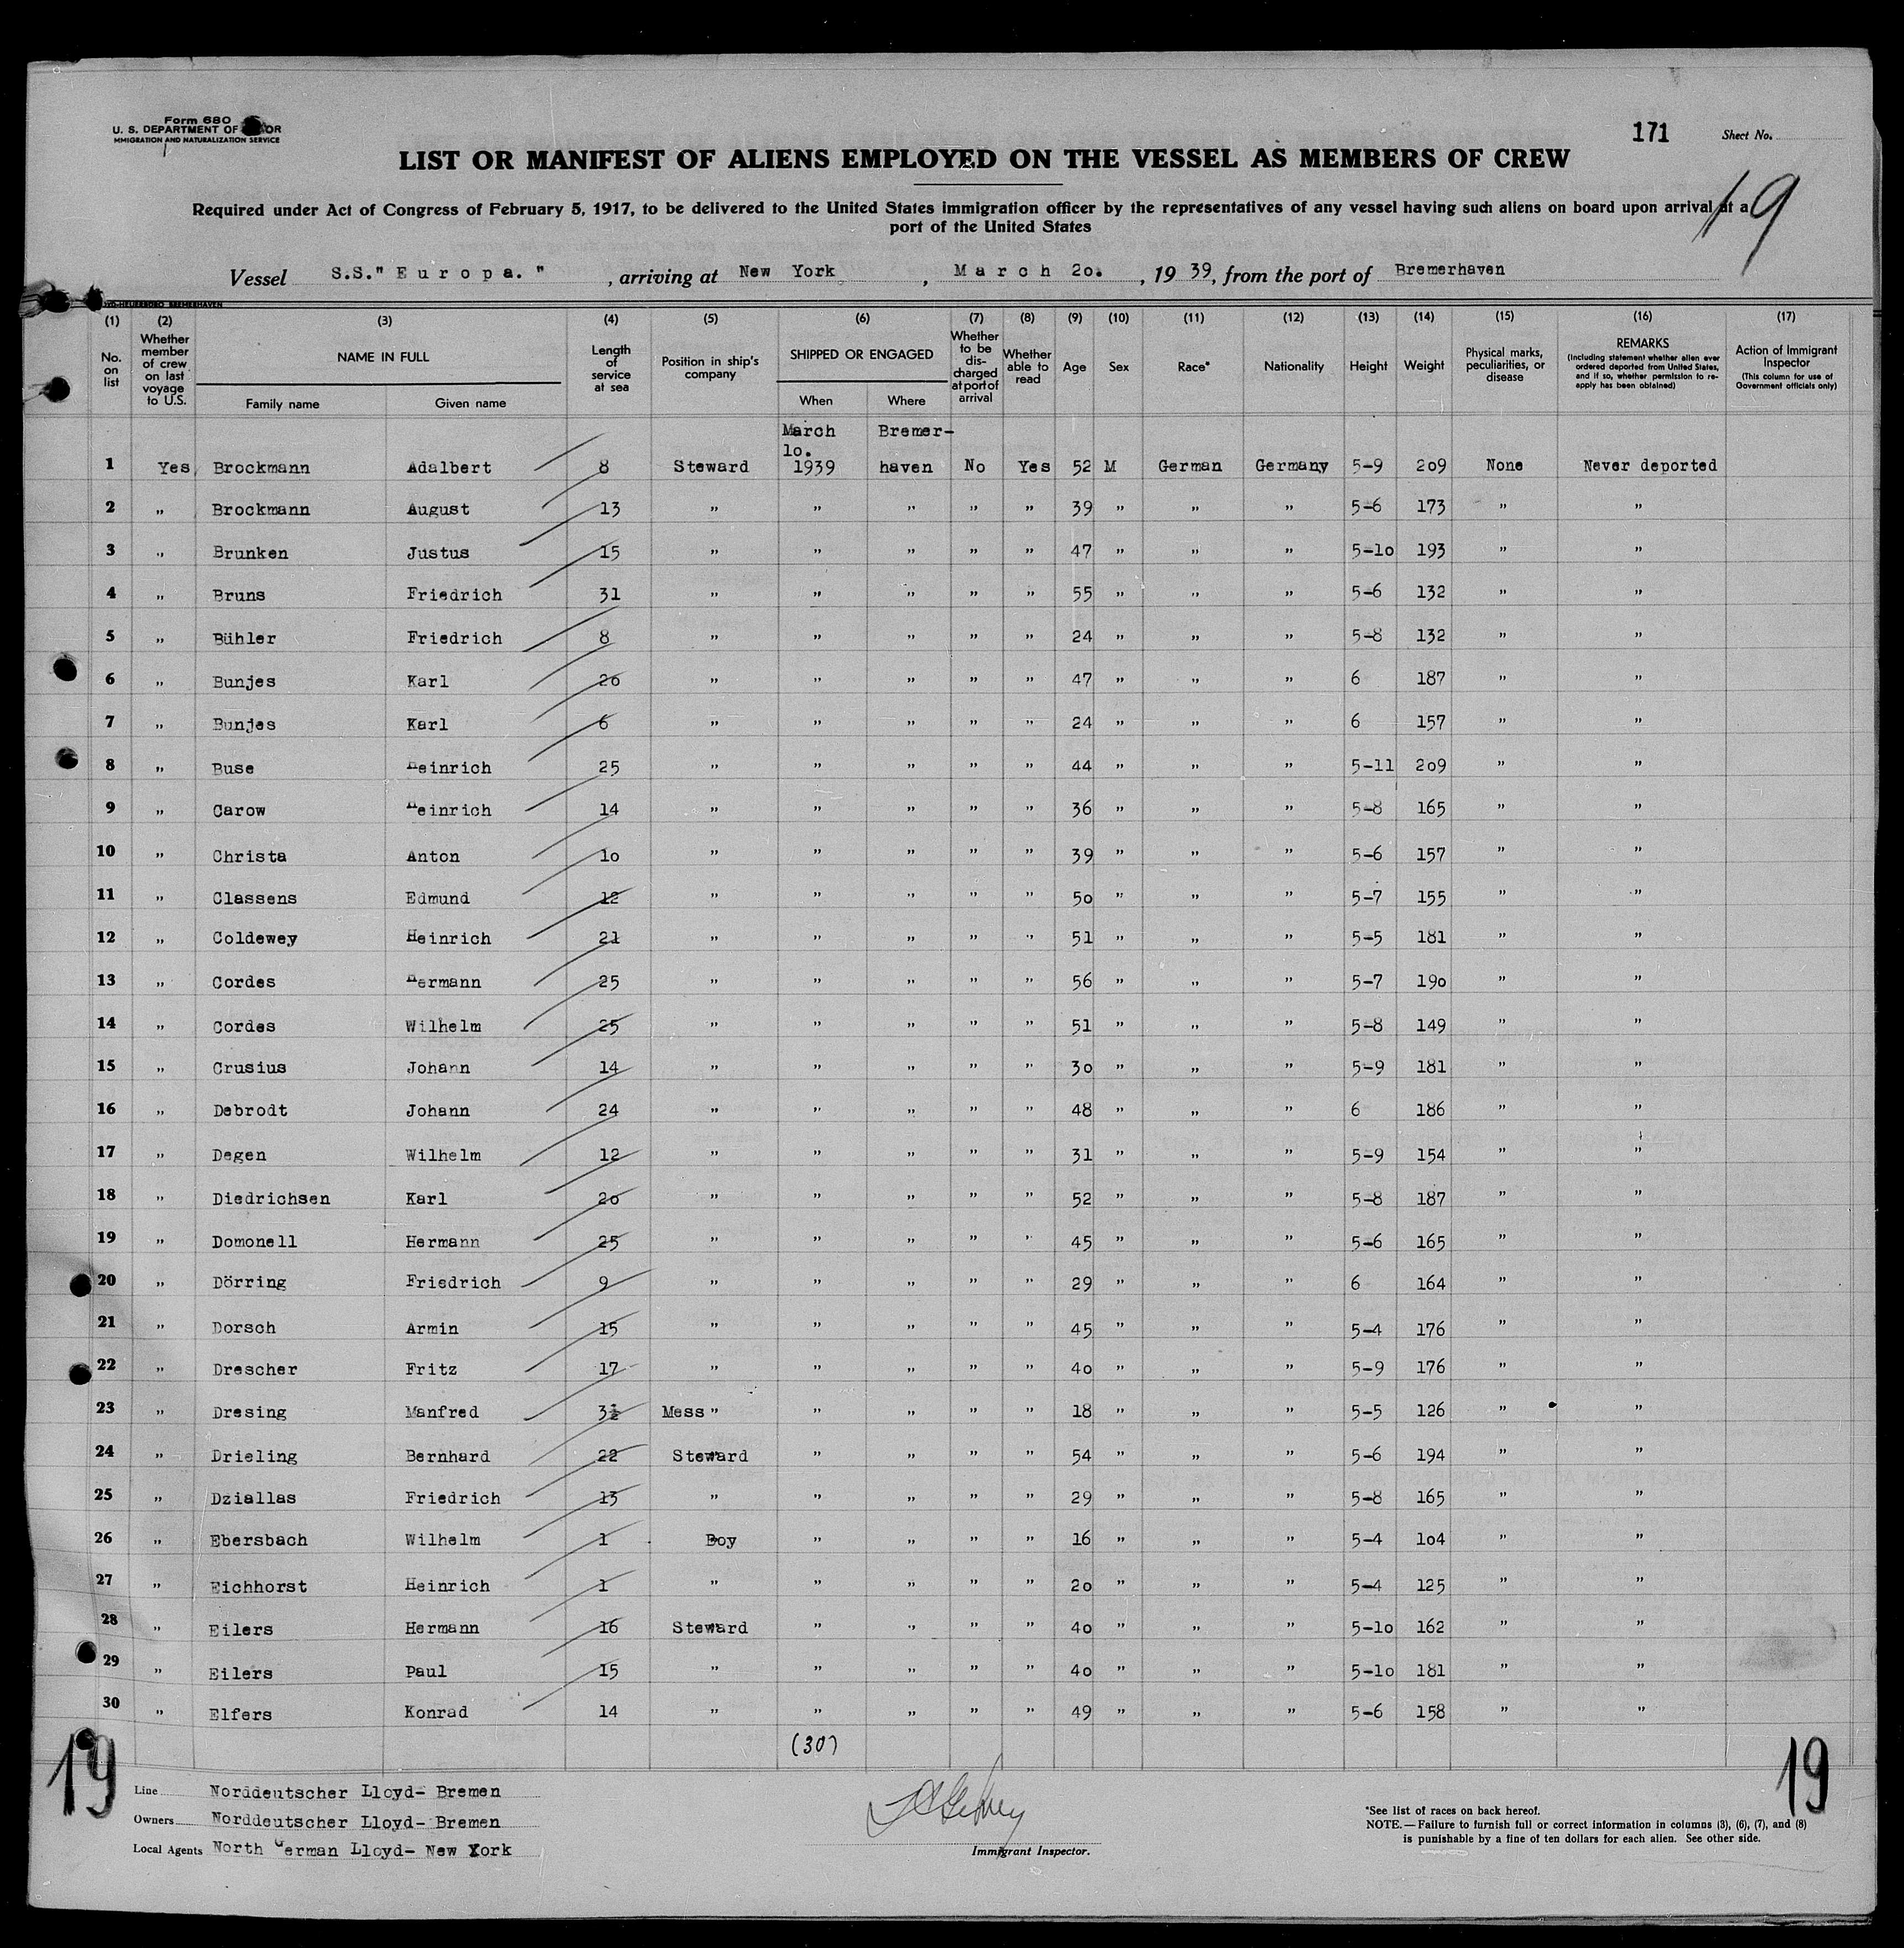 Form 680
U. S. DEPARTMENT OF OR
MMIGRATION AND NATURALIZATION SERVICE
171 Sheet No.
LIST OR MANIFEST OF ALIENS EMPLOYED ON THE VESSEL AS MEMBERS OF CREW
19
Required under Act of Congress of February 5, 1917, to be delivered to the United States immigration officer by the representatives of any vessel having such aliens on board upon arrival at a
port of the United States
Vessel S.S." Europa. ", arriving at New York, March 2o., 1939, from the port of Bremerhaven
(1) (2) (3) (4) (5) (6) (7) (8) (9) (10) (11) (12) (13) (14) (15) (16) (17)
No. on list
Whether member of crew on last voyage to U.S.
NAME IN FULL
Family name Given name
Length of service at sea
Position in ship's company
SHIPPED OR ENGAGED
When Where
Whether to be discharged at port of arrival
Whether able to read
Age
Sex
Race*
Nationality
Height
Weight
Physical marks, peculiarities, or disease
REMARKS
(Including statement whether alien ever ordered deported from United States, and if so, whether permission to re-apply has been obtained)
Action of Immigrant Inspector
(This column for use of Government officials only)
March Bremer-
1o.
1 Yes Brockmann Adalbert 8 Steward 1939 haven No Yes 52 M German Germany 5-9 2o9 None Never deported
2 " Brockmann August 13 " " " " " 39 " " " 5-6 173 " "
3 " Brunken Justus 15 " " " " " 47 " " " 5-1o 193 " "
4 " Bruns Friedrich 31 " " " " " 55 " " " 5-6 132 " "
5 " Bühler Friedrich 8 " " " " " 24 " " " 5-8 132 " "
6 " Bunjes Karl 26 " " " " " 47 " " " 6 187 " "
7 " Bunjes Karl 6 " " " " " 24 " " " 6 157 " "
8 " Buse Heinrich 25 " " " " " 44 " " " 5-11 2o9 " "
9 " Carow Heinrich 14 " " " " " 36 " " " 5-8 165 " "
10 " Christa Anton 1o " " " " " 39 " " " 5-6 157 " "
11 " Classens Edmund 12 " " " " " 5o " " " 5-7 155 " "
12 " Coldewey Heinrich 21 " " " " " 51 " " " 5-5 181 " "
13 " Cordes Hermann 25 " " " " " 56 " " " 5-7 19o " "
14 " Cordes Wilhelm 25 " " " " " 51 " " " 5-8 149 " "
15 " Crusius Johann 14 " " " " " 3o " " " 5-9 181 " "
16 " Debrodt Johann 24 " " " " " 48 " " " 6 186 " "
17 " Degen Wilhelm 12 " " " " " 31 " " " 5-9 154 " "
18 " Diedrichsen Karl 2o " " " " " 52 " " " 5-8 187 " "
19 " Domonell Hermann 25 " " " " " 45 " " " 5-6 165 " "
20 " Dörring Friedrich 9 " " " " " 29 " " " 6 164 " "
21 " Dorsch Armin 15 " " " " " 45 " " " 5-4 176 " "
22 " Drescher Fritz 17 " " " " " 4o " " " 5-9 176 " "
23 " Dresing Manfred 3½ Mess " " " " " 18 " " " 5-5 126 " "
24 " Drieling Bernhard 22 Steward " " " " 54 " " " 5-6 194 " "
25 " Dziallas Friedrich 13 " " " " " 29 " " " 5-8 165 " "
26 " Ebersbach Wilhelm 1 Boy " " " " 16 " " " 5-4 1o4 " "
27 " Eichhorst Heinrich 1 " " " " " 2o " " " 5-4 125 " "
28 " Eilers Hermann 16 Steward " " " " 4o " " " 5-1o 162 " "
29 " Eilers Paul 15 " " " " " 4o " " " 5-1o 181 " "
30 " Elfers Konrad 14 " " " " " 49 " " " 5-6 158 " "
(30)
19 19
Line Norddeutscher Lloyd- Bremen
Owners Norddeutscher Lloyd- Bremen
Local Agents North German Lloyd- New York
Immigrant Inspector.
*See list of races on back hereof.
NOTE.—Failure to furnish full or correct information in columns (3), (6), (7), and (8)
is punishable by a fine of ten dollars for each alien. See other side.